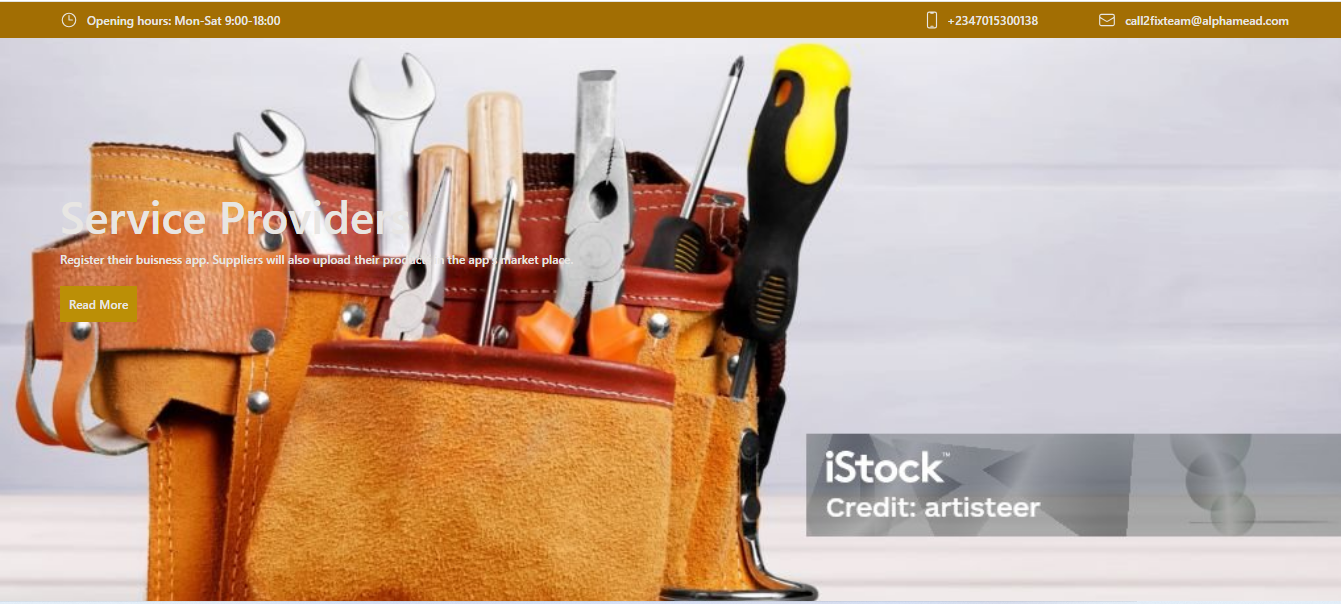 Opening hours: Mon-Sat 9:00-18:00
+2347015300138
call2fixteam@alphamead.com
Service Providers
Register their buisness app. Suppliers will also upload their products in the app's market place.
Read More
iStock™
Credit: artisteer